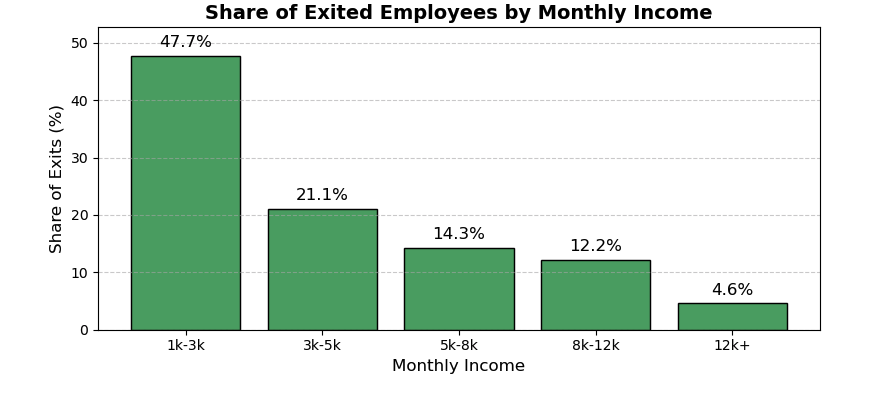 Share of Exited Employees by Monthly Income
Share of Exits (%)
50
40
30
20
10
0
47.7%
21.1%
14.3%
12.2%
4.6%
1k-3k
3k-5k
5k-8k
8k-12k
12k+
Monthly Income